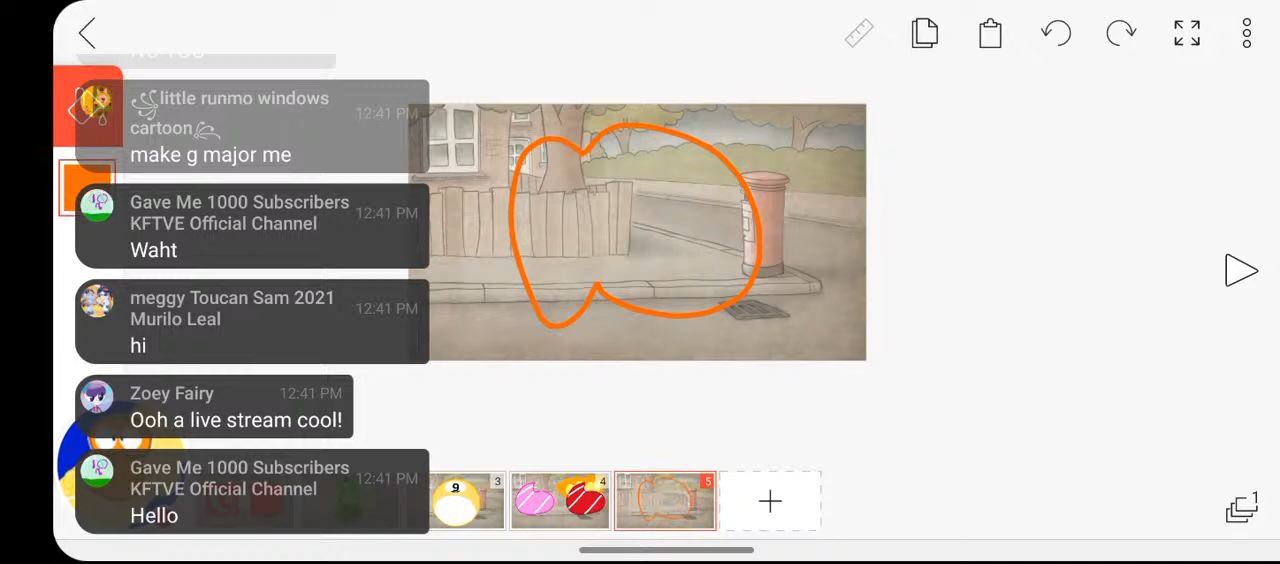 little runmo windows
cartoon
12:41 PM
make g major me
Gave Me 1000 Subscribers
KFTVE Official Channel
12:41 PM
Waht
meggy Toucan Sam 2021
Murilo Leal
12:41 PM
hi
Zoey Fairy
12:41 PM
Ooh a live stream cool!
Gave Me 1000 Subscribers
KFTVE Official Channel
12:41 PM
Hello
9
3
4
5
+
1